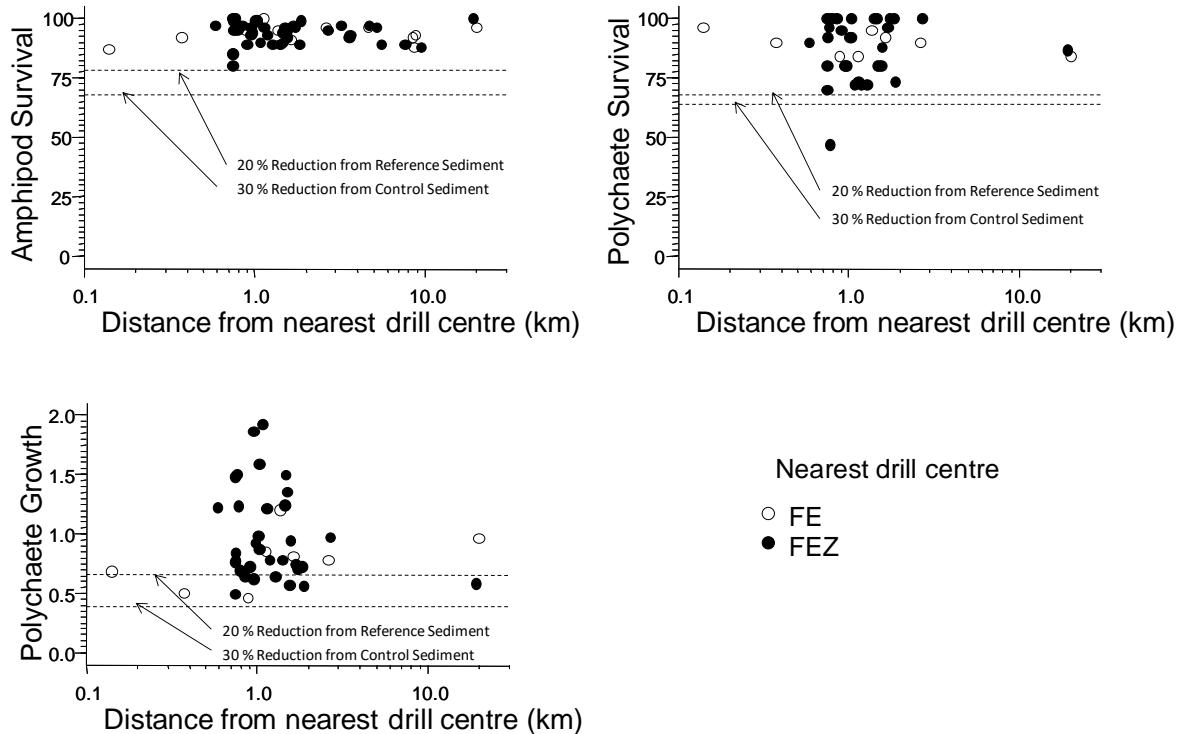 Amphipod Survival
100
75
50
25
0
20 % Reduction from Reference Sediment
30 % Reduction from Control Sediment
0.1
1.0
10.0
Distance from nearest drill centre (km)
Polychaete Survival
100
75
50
25
0
20 % Reduction from Reference Sediment
30 % Reduction from Control Sediment
0.1
1.0
10.0
Distance from nearest drill centre (km)
Polychaete Growth
2.0
1.5
1.0
0.5
0.0
20 % Reduction from Reference Sediment
30 % Reduction from Control Sediment
0.1
1.0
10.0
Distance from nearest drill centre (km)
Nearest drill centre
FE
FEZ